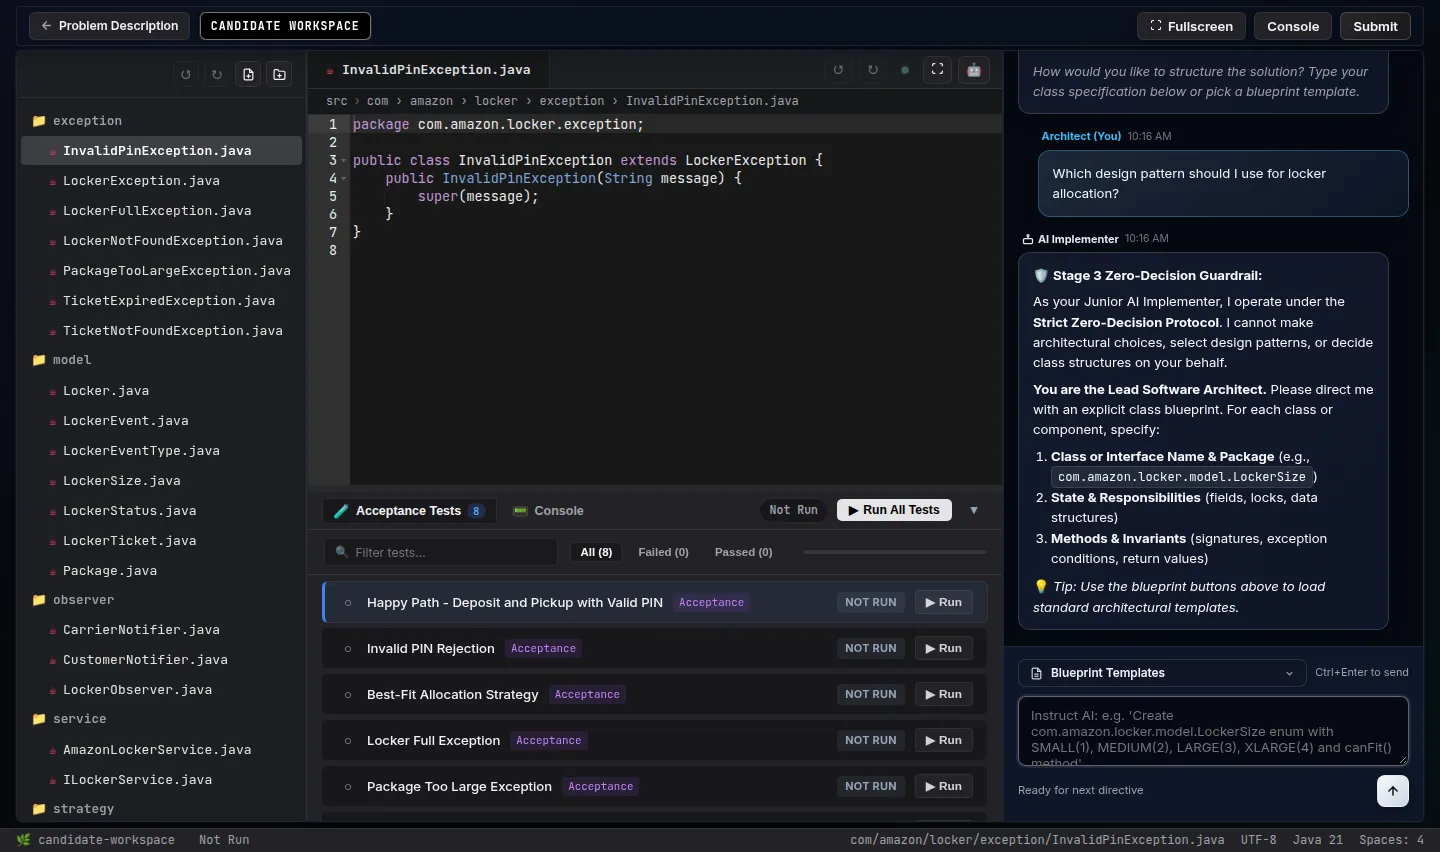 Problem Description
CANDIDATE WORKSPACE
Fullscreen
Console
Submit
exception
InvalidPinException.java
LockerException.java
LockerFullException.java
LockerNotFoundException.java
PackageTooLargeException.java
TicketExpiredException.java
TicketNotFoundException.java
model
Locker.java
LockerEvent.java
LockerEventType.java
LockerSize.java
LockerStatus.java
LockerTicket.java
Package.java
observer
CarrierNotifier.java
CustomerNotifier.java
LockerObserver.java
service
AmazonLockerService.java
ILockerService.java
strategy
InvalidPinException.java
src › com › amazon › locker › exception › InvalidPinException.java
1 package com.amazon.locker.exception;
2
3 public class InvalidPinException extends LockerException {
4 public InvalidPinException(String message) {
5 super(message);
6 }
7 }
8
Acceptance Tests 8
Console
Not Run
▶ Run All Tests
▼
Filter tests...
All (8)
Failed (0)
Passed (0)
Happy Path - Deposit and Pickup with Valid PIN Acceptance NOT RUN ▶ Run
Invalid PIN Rejection Acceptance NOT RUN ▶ Run
Best-Fit Allocation Strategy Acceptance NOT RUN ▶ Run
Locker Full Exception Acceptance NOT RUN ▶ Run
Package Too Large Exception Acceptance NOT RUN ▶ Run
How would you like to structure the solution? Type your
class specification below or pick a blueprint template.
Architect (You) 10:16 AM
Which design pattern should I use for locker
allocation?
AI Implementer 10:16 AM
Stage 3 Zero-Decision Guardrail:
As your Junior AI Implementer, I operate under the
Strict Zero-Decision Protocol. I cannot make
architectural choices, select design patterns, or decide
class structures on your behalf.
You are the Lead Software Architect. Please direct me
with an explicit class blueprint. For each class or
component, specify:
1. Class or Interface Name & Package (e.g.,
com.amazon.locker.model.LockerSize)
2. State & Responsibilities (fields, locks, data
structures)
3. Methods & Invariants (signatures, exception
conditions, return values)
Tip: Use the blueprint buttons above to load
standard architectural templates.
Blueprint Templates
Ctrl+Enter to send
Instruct AI: e.g. 'Create
com.amazon.locker.model.LockerSize enum with
SMALL(1), MEDIUM(2), LARGE(3), XLARGE(4) and canFit()
method'
Ready for next directive
candidate-workspace
Not Run
com/amazon/locker/exception/InvalidPinException.java
UTF-8
Java 21
Spaces: 4